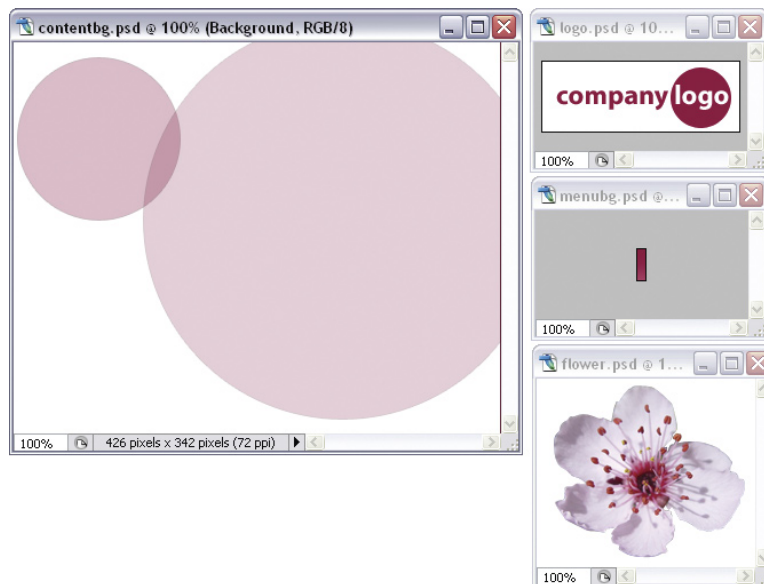 contentbg.psd @ 100% (Background, RGB/8)
100%
426 pixels x 342 pixels (72 ppi)
logo.psd @ 10...
companylogo
100%
menubg.psd @...
100%
flower.psd @ 1...
100%